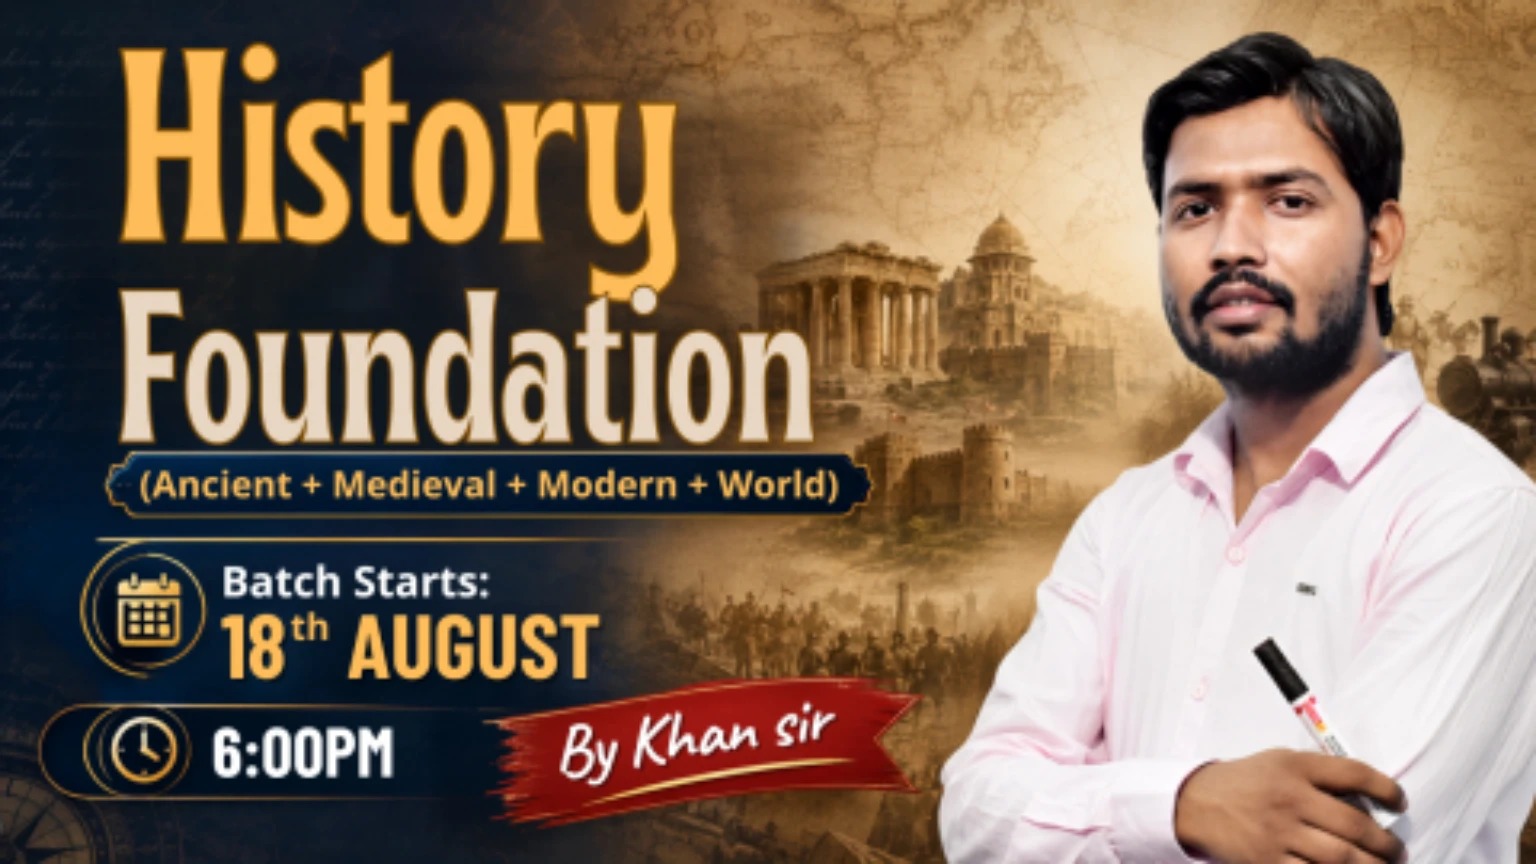 History
Foundation
(Ancient + Medieval + Modern + World)
Batch Starts:
18th AUGUST
6:00PM
By Khan sir